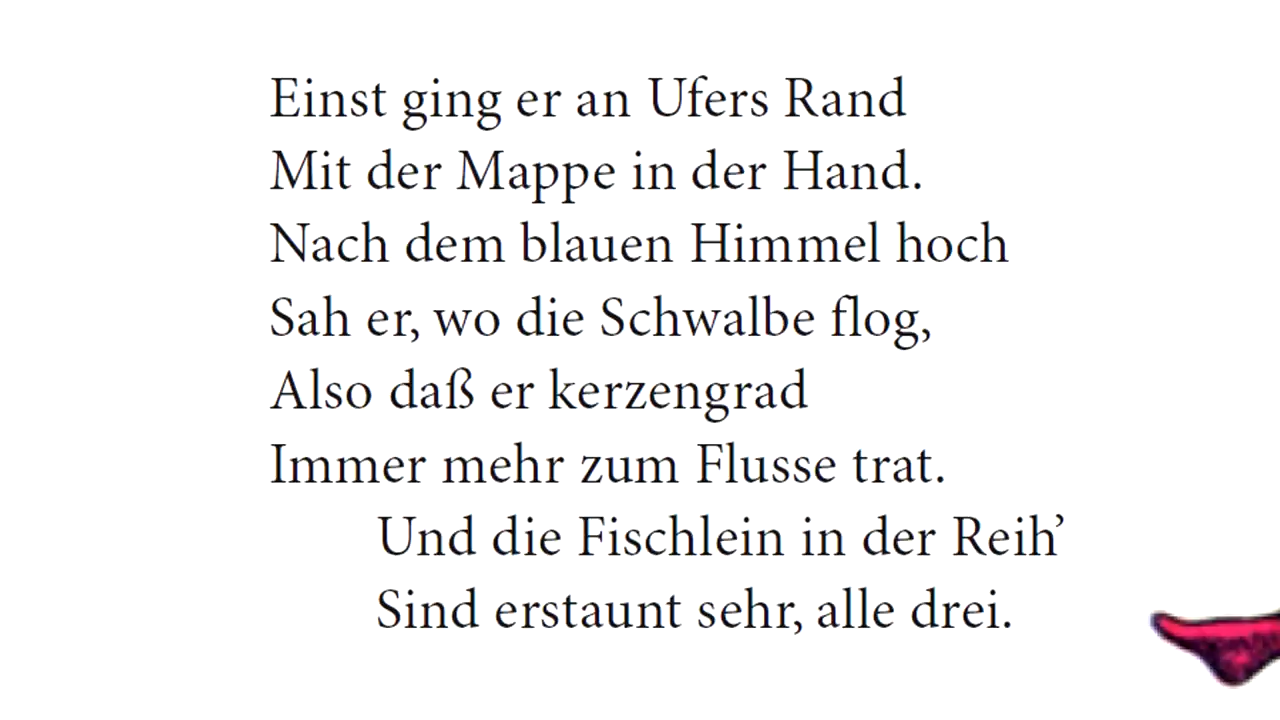 Einst ging er an Ufers Rand
Mit der Mappe in der Hand.
Nach dem blauen Himmel hoch
Sah er, wo die Schwalbe flog,
Also daß er kerzengrad
Immer mehr zum Flusse trat.
Und die Fischlein in der Reih’
Sind erstaunt sehr, alle drei.